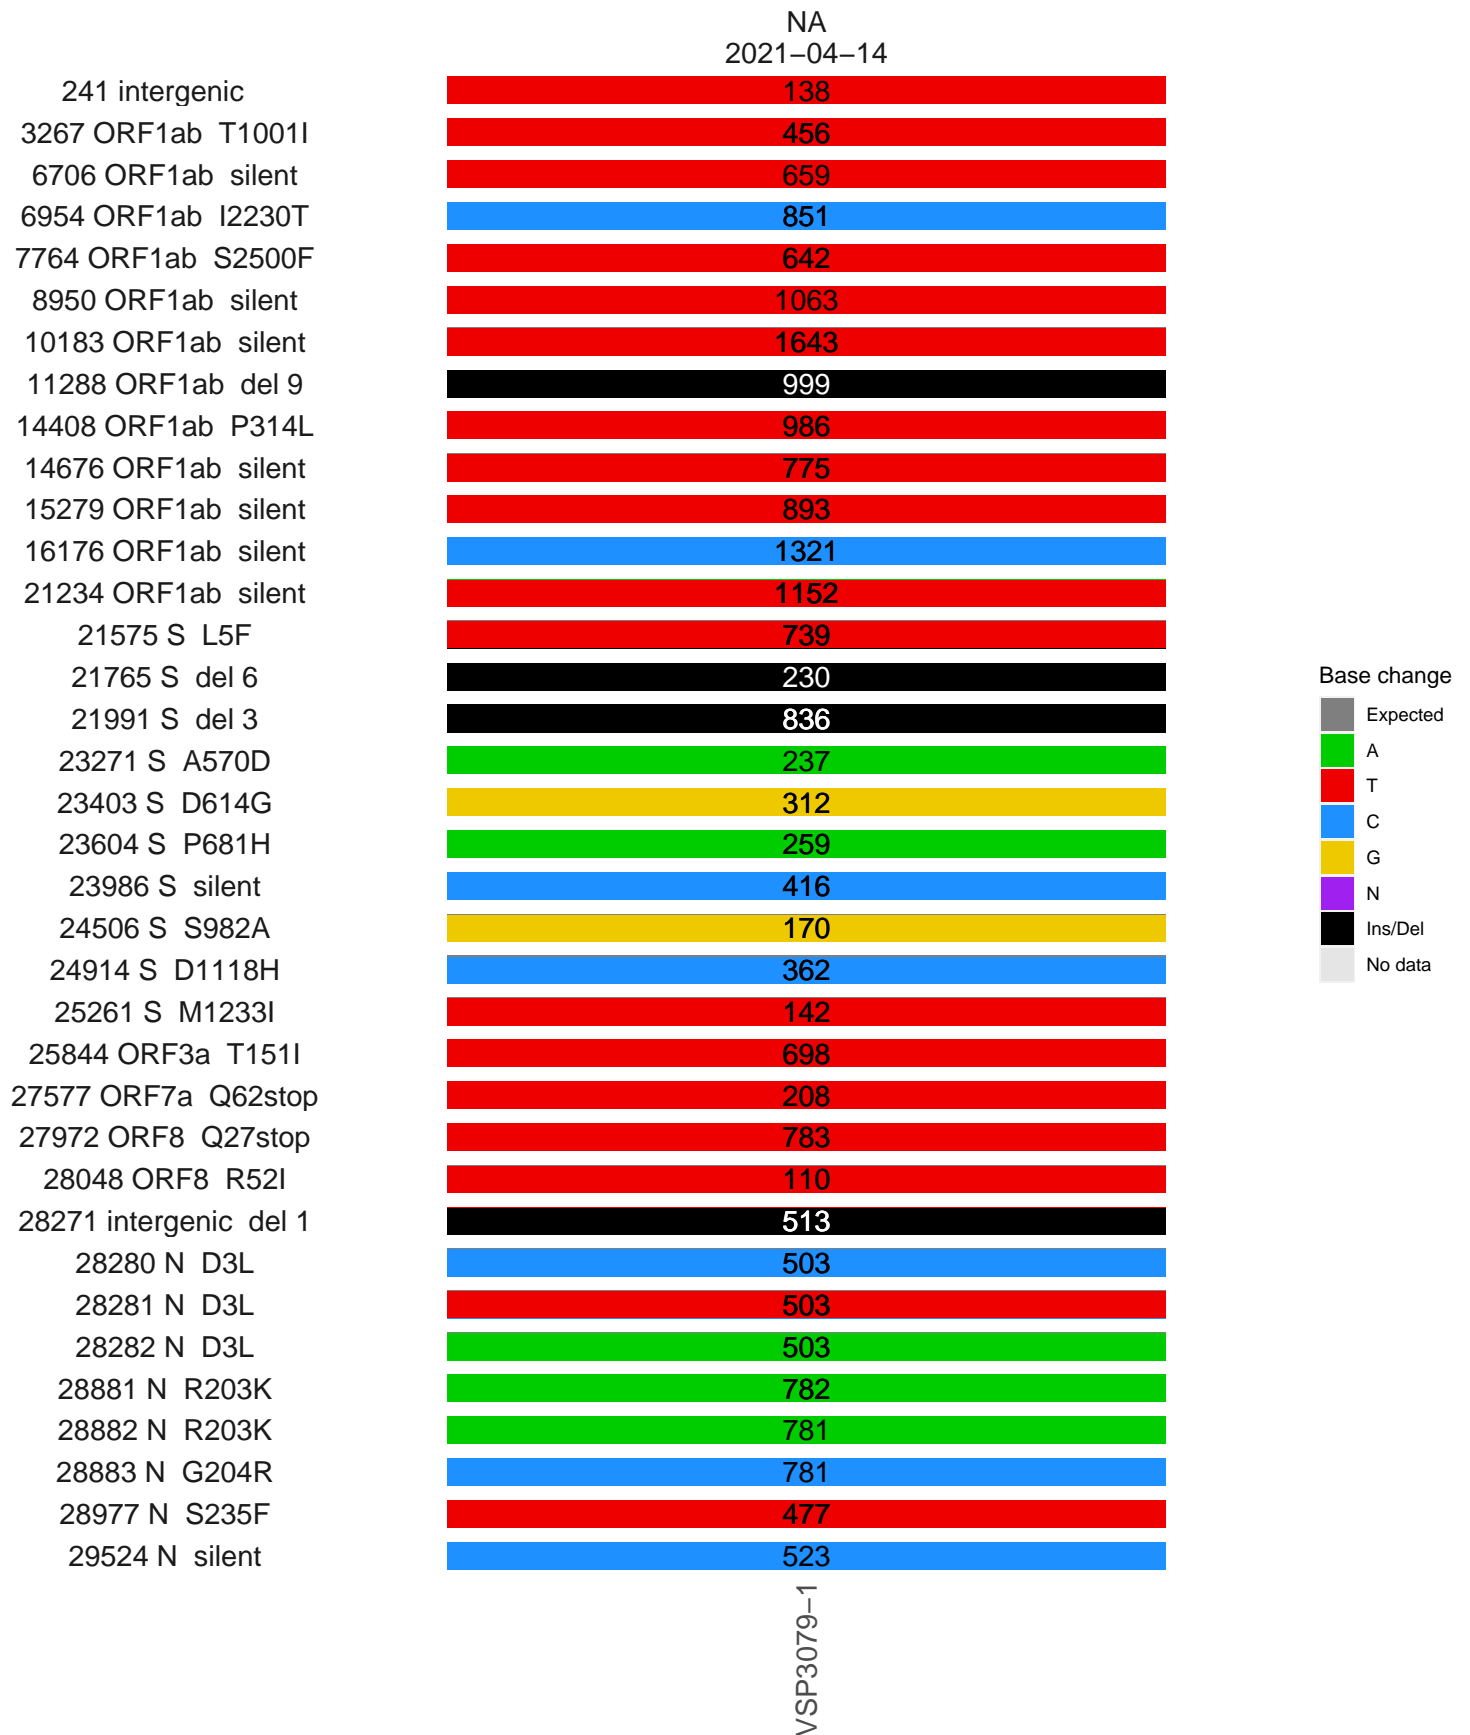 NA
2021−04−14
241 intergenic 138
3267 ORF1ab T1001I 456
6706 ORF1ab silent 659
6954 ORF1ab I2230T 851
7764 ORF1ab S2500F 642
8950 ORF1ab silent 1063
10183 ORF1ab silent 1643
11288 ORF1ab del 9 999
14408 ORF1ab P314L 986
14676 ORF1ab silent 775
15279 ORF1ab silent 893
16176 ORF1ab silent 1321
21234 ORF1ab silent 1152
21575 S L5F 739
21765 S del 6 230
21991 S del 3 836
23271 S A570D 237
23403 S D614G 312
23604 S P681H 259
23986 S silent 416
24506 S S982A 170
24914 S D1118H 362
25261 S M1233I 142
25844 ORF3a T151I 698
27577 ORF7a Q62stop 208
27972 ORF8 Q27stop 783
28048 ORF8 R52I 110
28271 intergenic del 1 513
28280 N D3L 503
28281 N D3L 503
28282 N D3L 503
28881 N R203K 782
28882 N R203K 781
28883 N G204R 781
28977 N S235F 477
29524 N silent 523
VSP3079−1
Base change
Expected
A
T
C
G
N
Ins/Del
No data